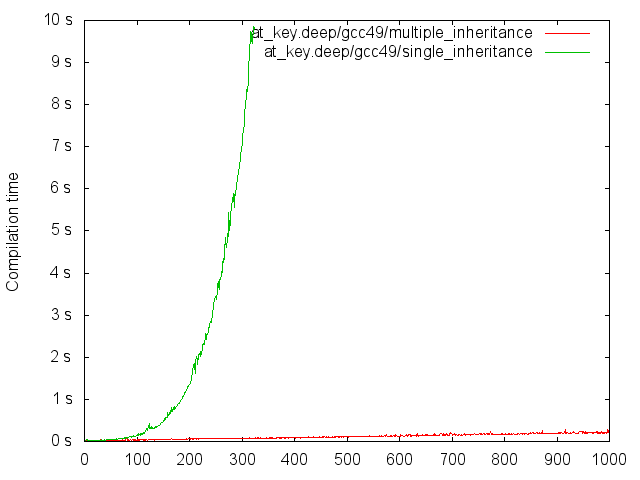 10 s
at_key.deep/gcc49/multiple_inheritance
at_key.deep/gcc49/single_inheritance
9 s
8 s
7 s
6 s
5 s
4 s
3 s
2 s
1 s
0 s
Compilation time
0 100 200 300 400 500 600 700 800 900 1000